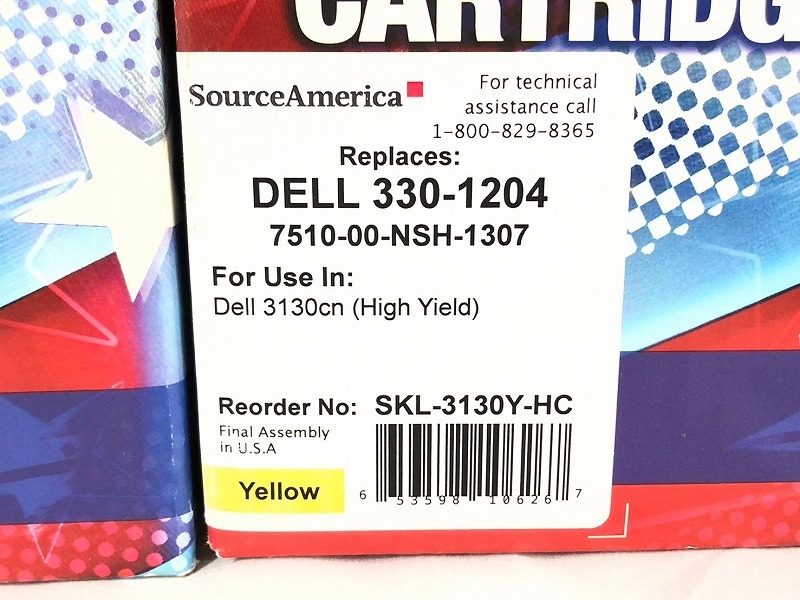 CARTRIDG
SourceAmerica
For technical
assistance call
1-800-829-8365
Replaces:
DELL 330-1204
7510-00-NSH-1307
For Use In:
Dell 3130cn (High Yield)
Reorder No: SKL-3130Y-HC
Final Assembly
in U.S.A
Yellow
6 53598 10626 7